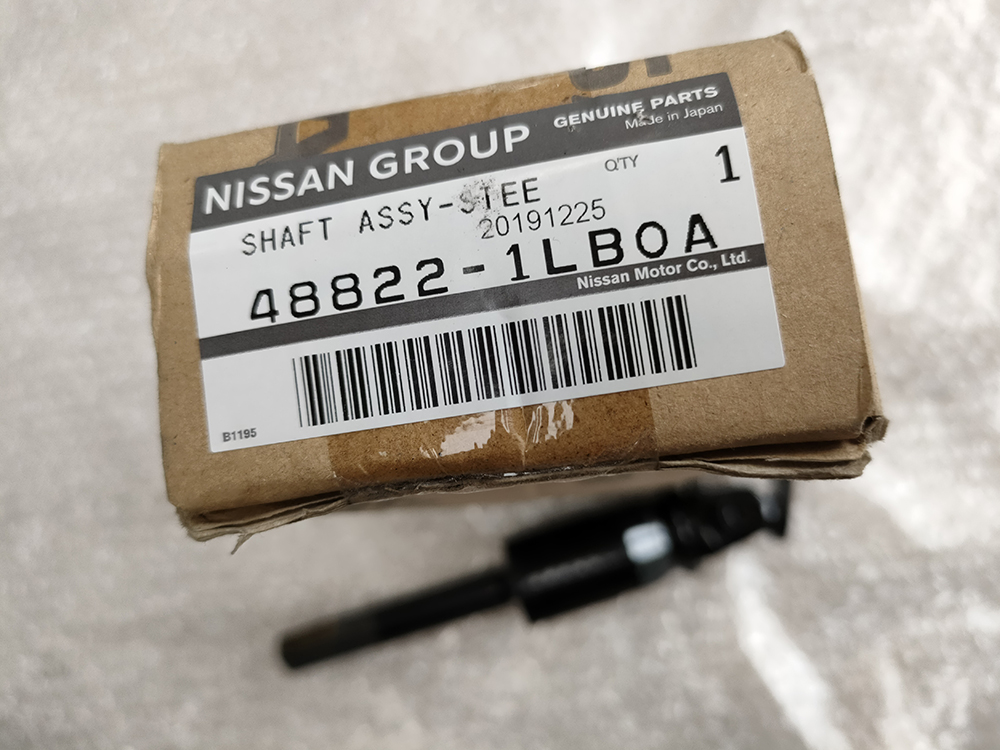 NISSAN GROUP
GENUINE PARTS
Made in Japan
SHAFT ASSY-STEE
QTY
1
20191225
48822-1LB0A
Nissan Motor Co., Ltd.
B1195